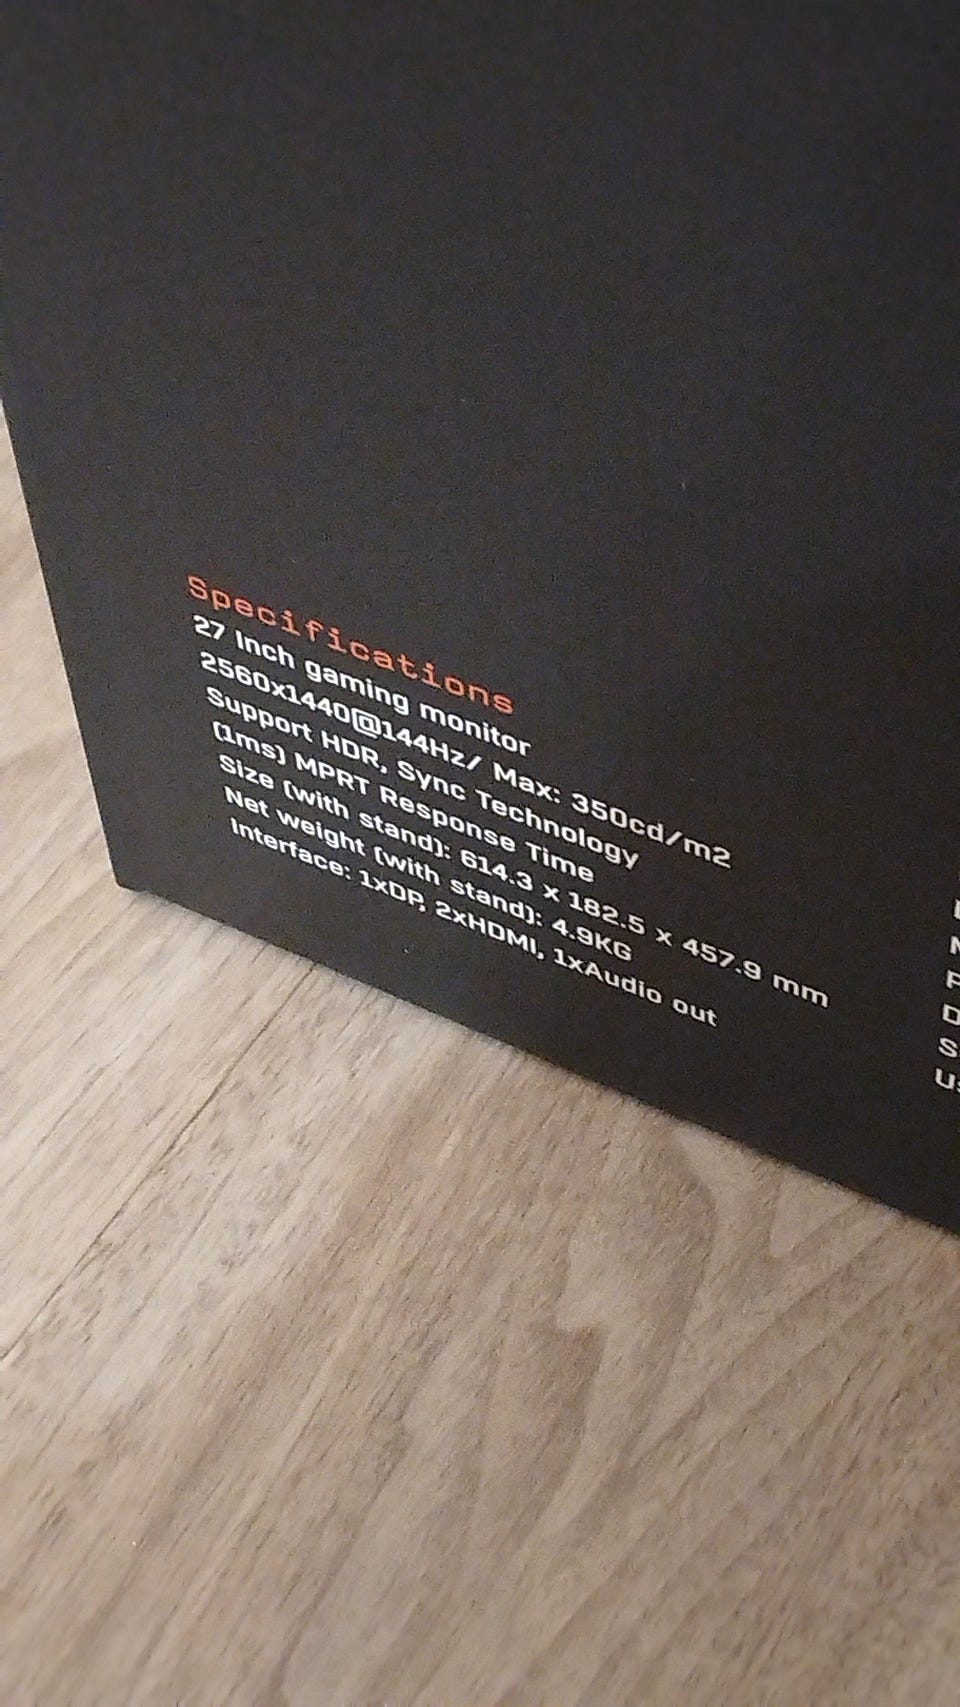 Specifications
27 Inch gaming monitor
2560x1440@144Hz/ Max: 350cd/m2
Support HDR, Sync Technology
(1ms) MPRT Response Time
Size (with stand): 614.3 x 182.5 x 457.9 mm
Net weight (with stand): 4.9KG
Interface: 1xDP, 2xHDMI, 1xAudio out